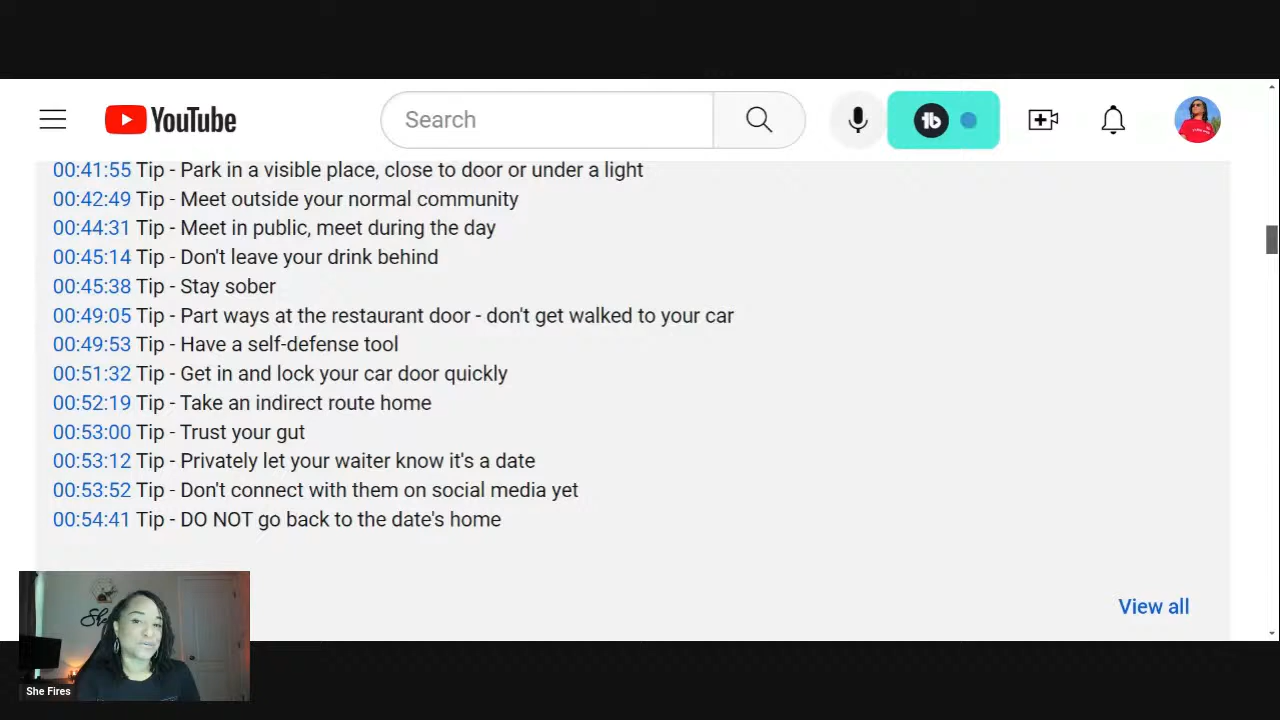 YouTube
Search
tb
00:41:55 Tip - Park in a visible place, close to door or under a light
00:42:49 Tip - Meet outside your normal community
00:44:31 Tip - Meet in public, meet during the day
00:45:14 Tip - Don't leave your drink behind
00:45:38 Tip - Stay sober
00:49:05 Tip - Part ways at the restaurant door - don't get walked to your car
00:49:53 Tip - Have a self-defense tool
00:51:32 Tip - Get in and lock your car door quickly
00:52:19 Tip - Take an indirect route home
00:53:00 Tip - Trust your gut
00:53:12 Tip - Privately let your waiter know it's a date
00:53:52 Tip - Don't connect with them on social media yet
00:54:41 Tip - DO NOT go back to the date's home
View all
She Fires